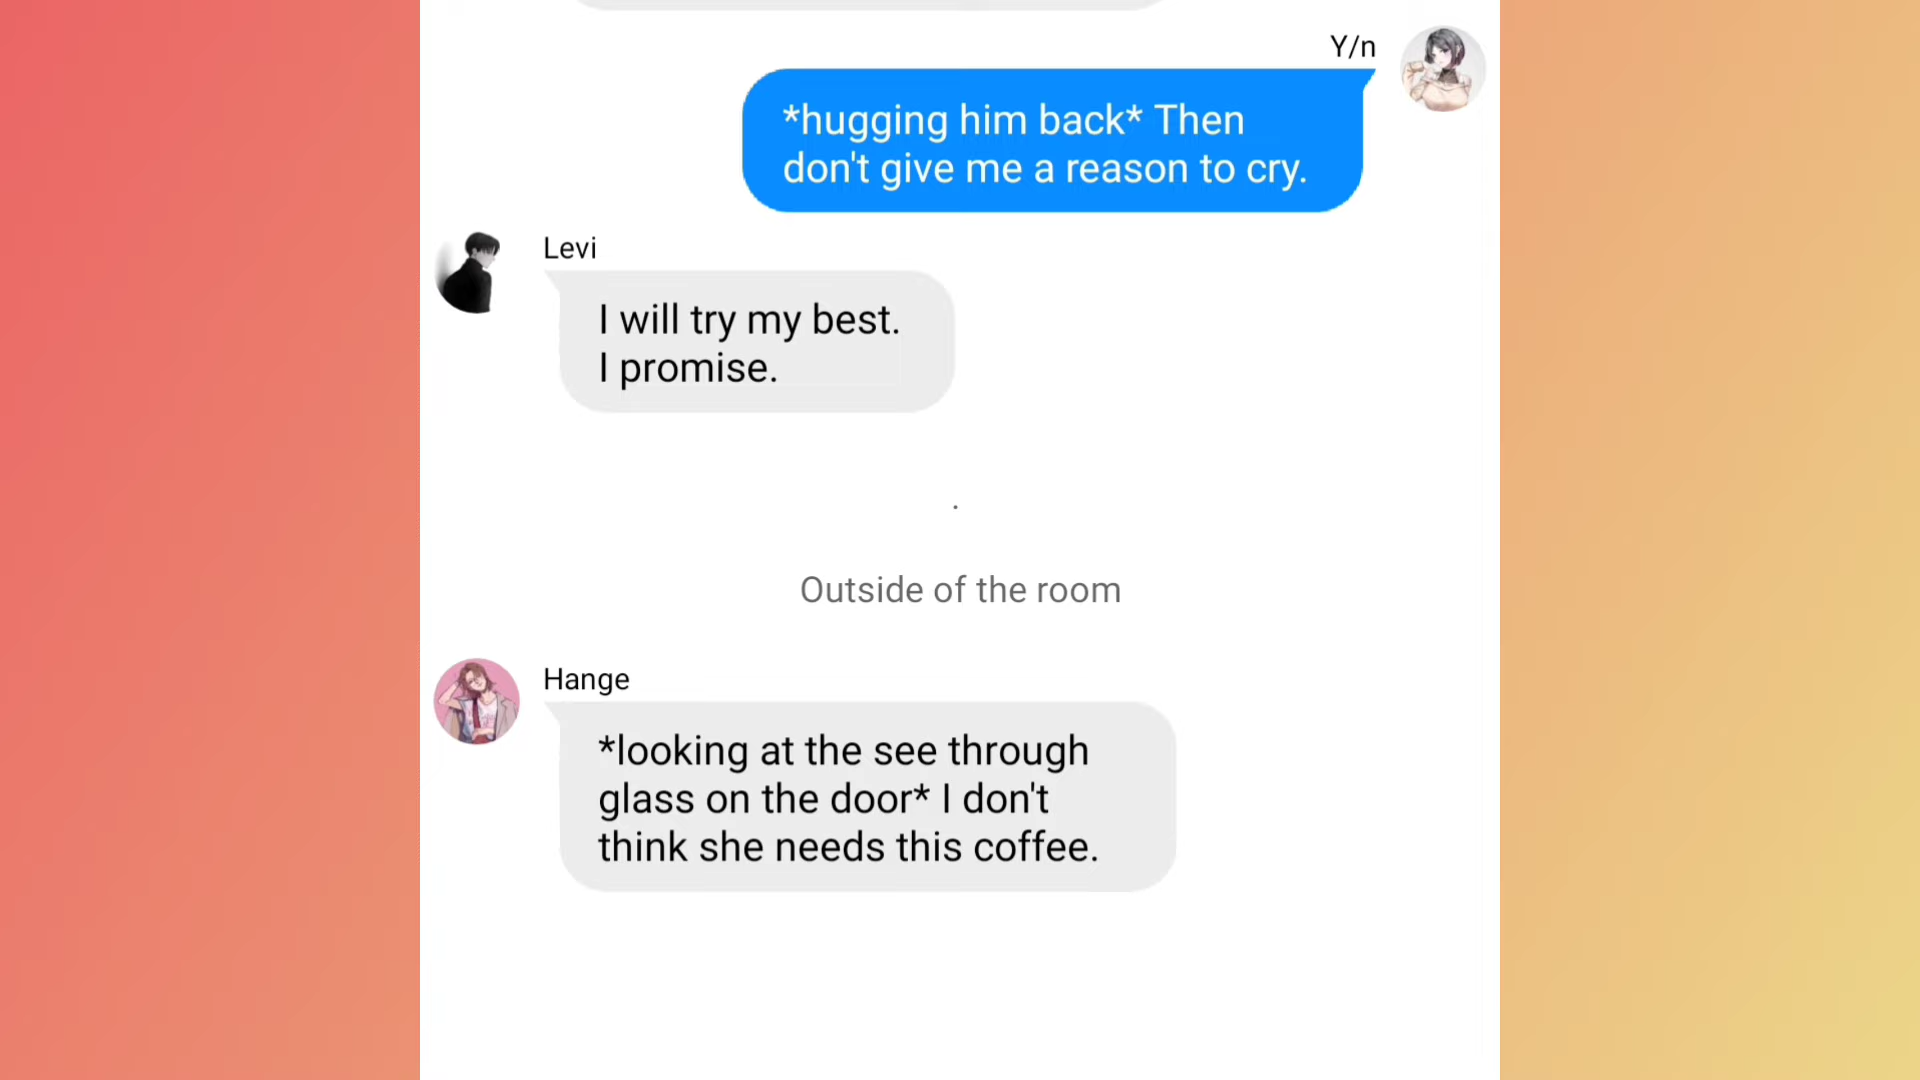 Y/n
*hugging him back* Then
don't give me a reason to cry.
Levi
I will try my best.
I promise.
.
Outside of the room
Hange
*looking at the see through
glass on the door* I don't
think she needs this coffee.